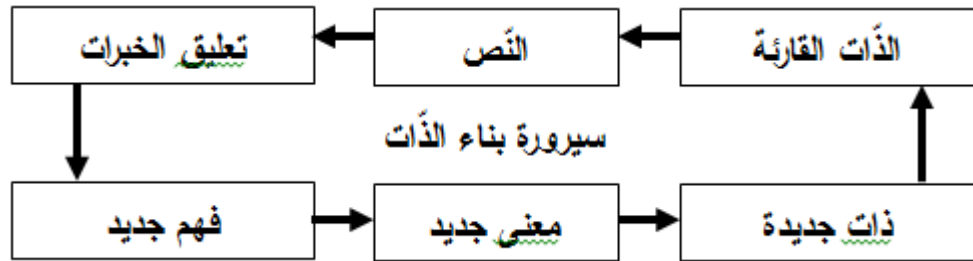 الذّات القارئة
النّص
تعليق الخبرات
سيرورة بناء الذّات
فهم جديد
معنى جديد
ذات جديدة